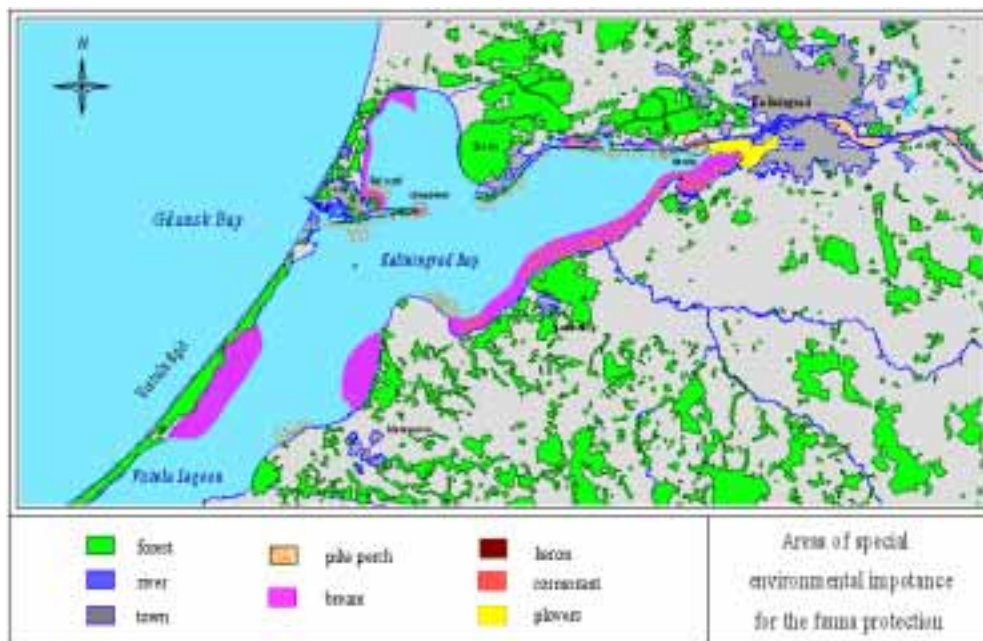 N
Kaliningrad
Gdansk Bay
Kaliningrad Bay
Vistula Spit
Vistula Lagoon
forest
river
town
pike perch
bream
heron
cormorant
plovers
Areas of special
environmental impotance
for the fauna protection